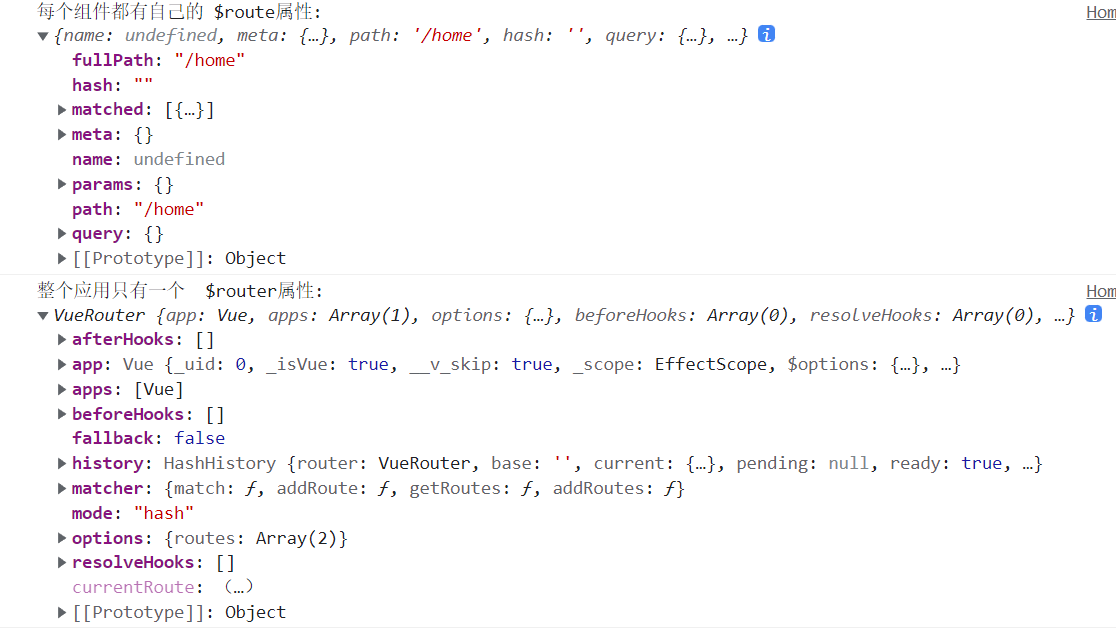 每个组件都有自己的 $route属性: Hom
▼{name: undefined, meta: {…}, path: '/home', hash: '', query: {…}, …} i
fullPath: "/home"
hash: ""
▶matched: [{…}]
▶meta: {}
name: undefined
▶params: {}
path: "/home"
▶query: {}
▶[[Prototype]]: Object
整个应用只有一个  $router属性: Hom
▼VueRouter {app: Vue, apps: Array(1), options: {…}, beforeHooks: Array(0), resolveHooks: Array(0), …} i
▶afterHooks: []
▶app: Vue {_uid: 0, _isVue: true, __v_skip: true, _scope: EffectScope, $options: {…}, …}
▶apps: [Vue]
▶beforeHooks: []
fallback: false
▶history: HashHistory {router: VueRouter, base: '', current: {…}, pending: null, ready: true, …}
▶matcher: {match: ƒ, addRoute: ƒ, getRoutes: ƒ, addRoutes: ƒ}
mode: "hash"
▶options: {routes: Array(2)}
▶resolveHooks: []
currentRoute: (…)
▶[[Prototype]]: Object